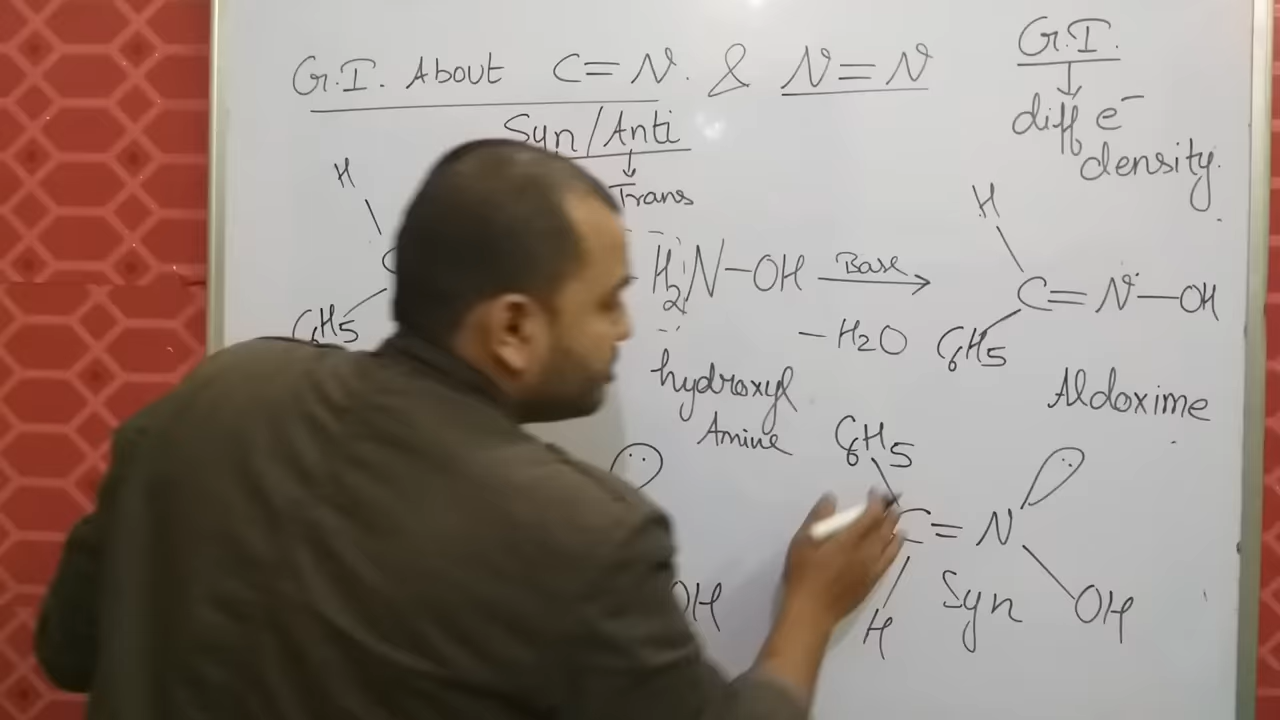 G.I. About C=N. & N=N
G.I.
diff e⁻
density.
Syn/Anti
Trans
H
C6H5
H2N-OH Base
-H2O
hydroxyl
Amine
H
C=N-OH
C6H5
Aldoxime
C6H5
C=N
H
OH
Syn
OH